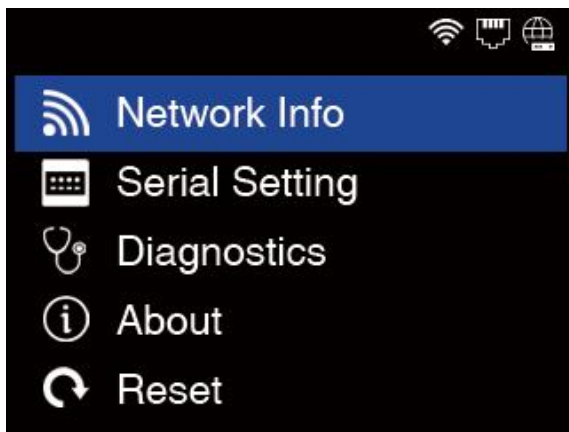 Network Info
Serial Setting
Diagnostics
About
Reset